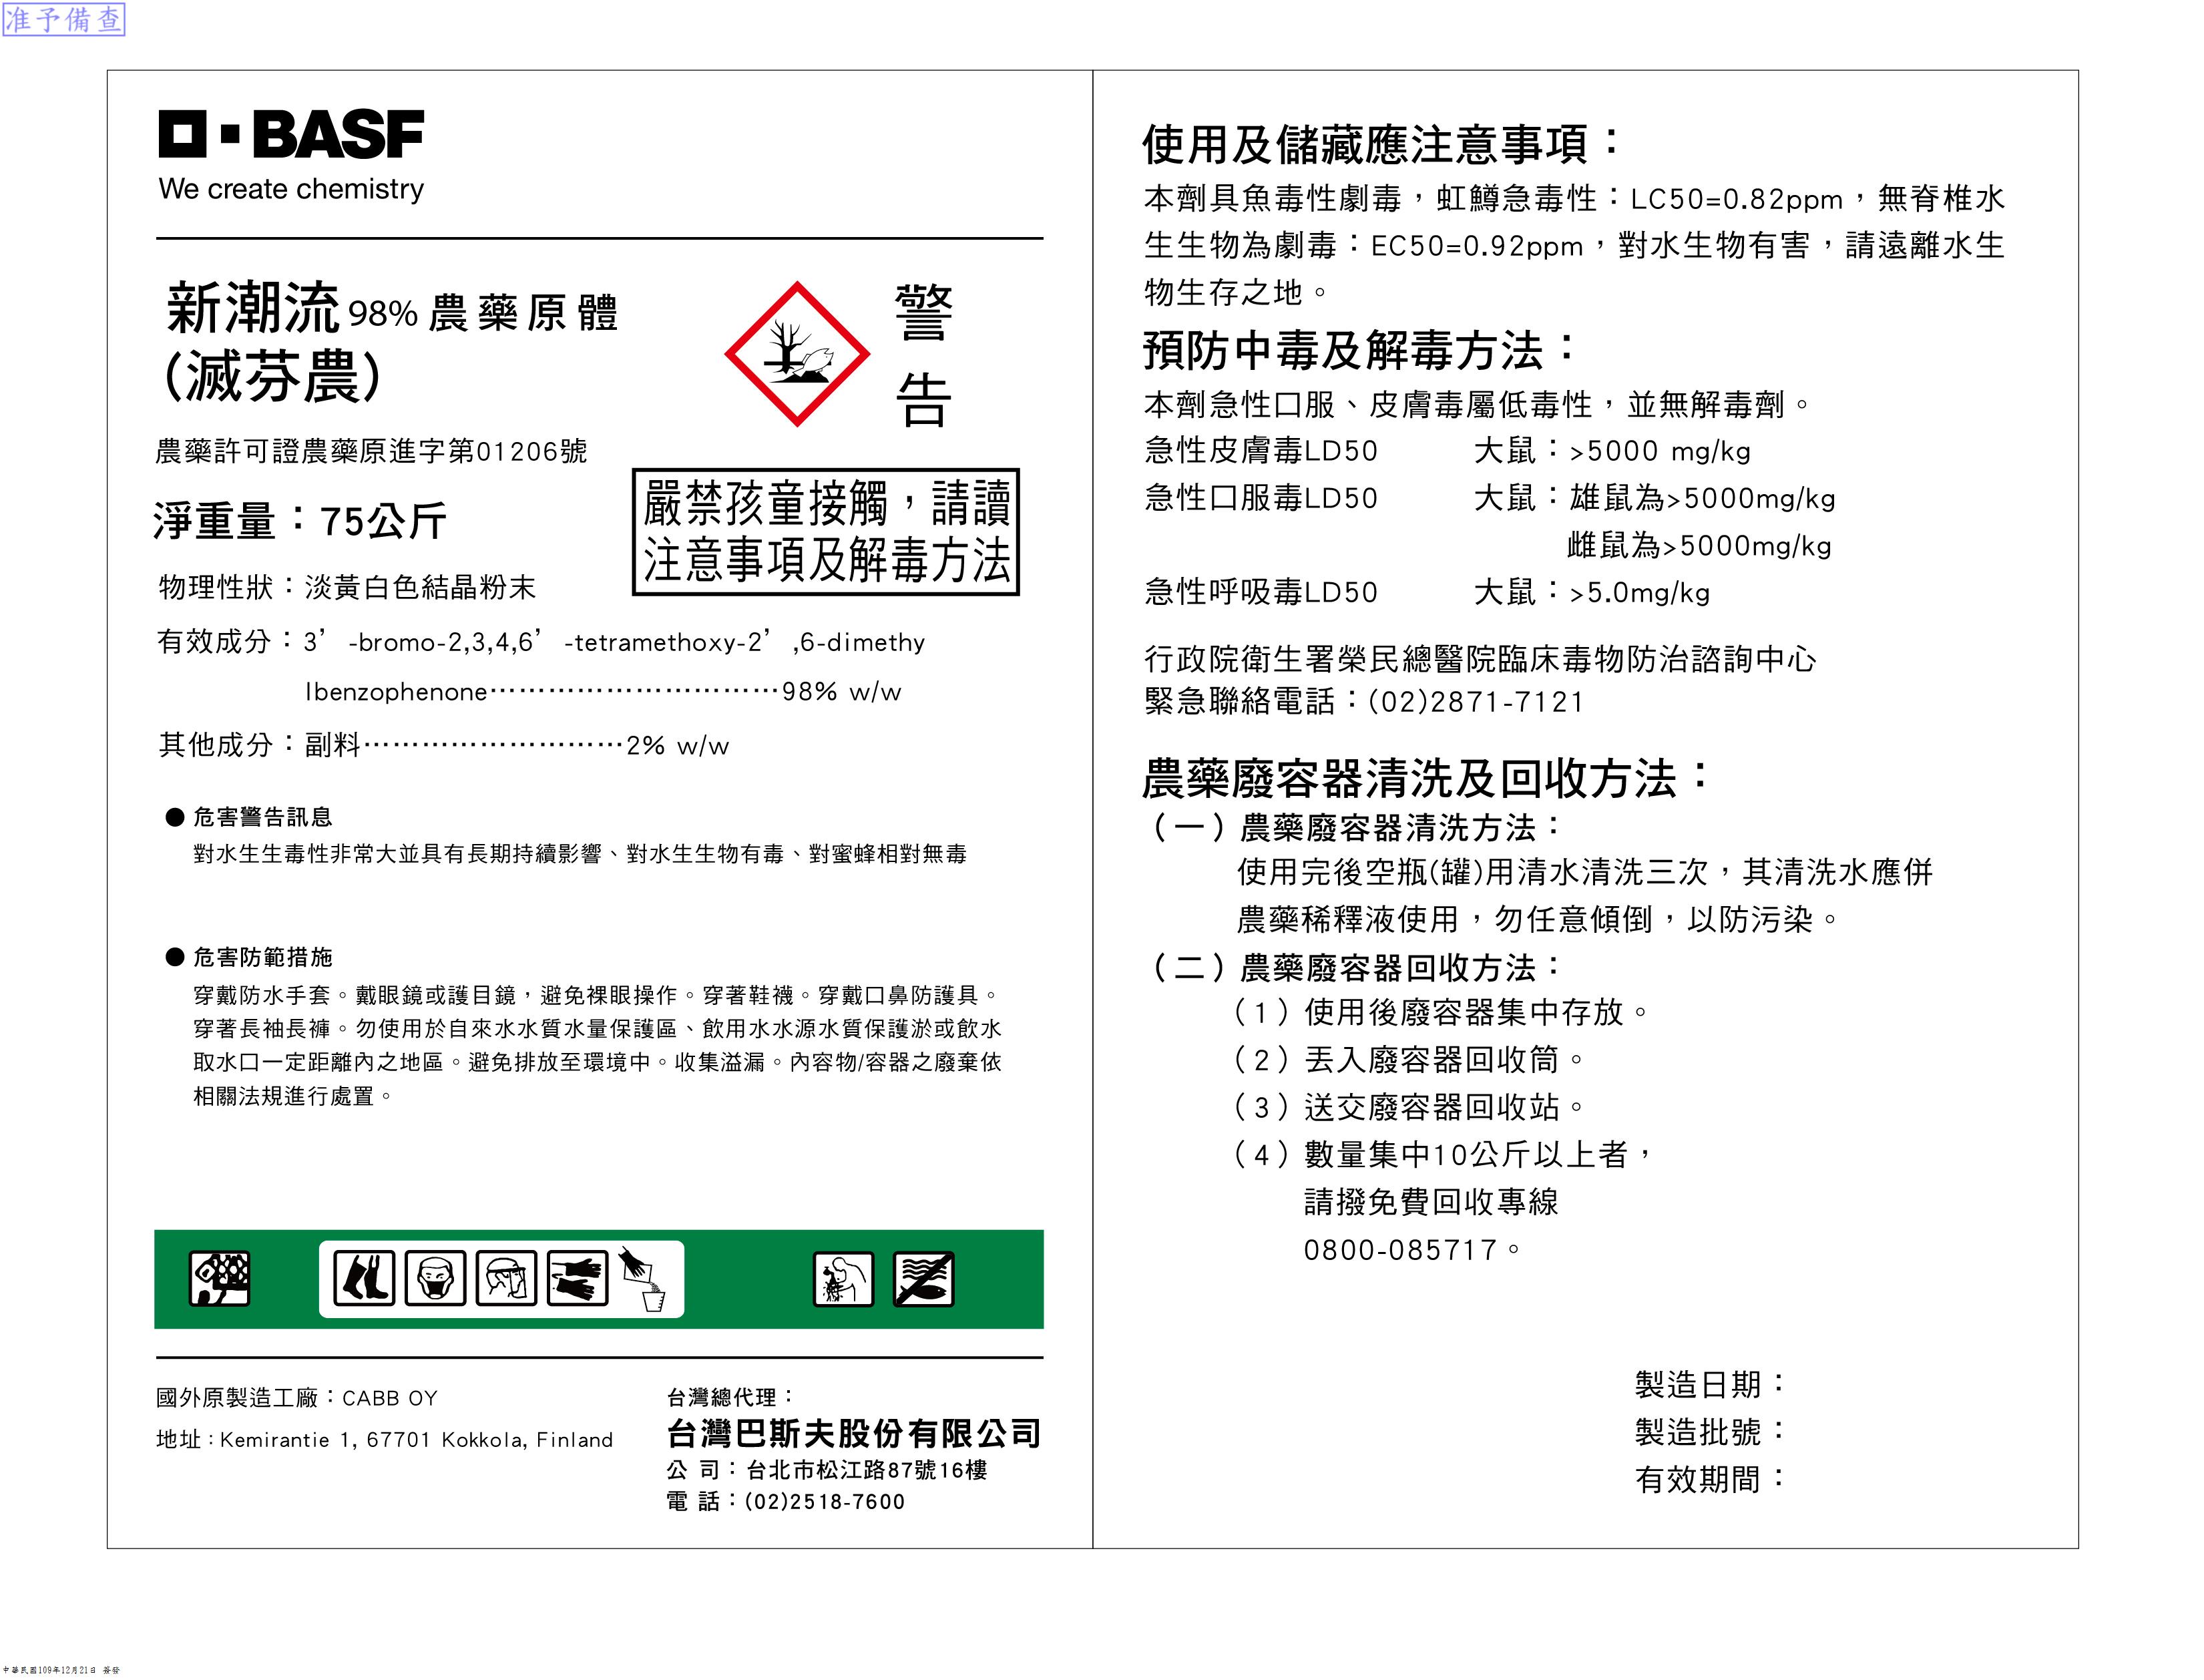 准予備查
BASF
We create chemistry
新潮流98%農藥原體
(滅芬農)
警
告
農藥許可證農藥原進字第01206號
淨重量：75公斤
嚴禁孩童接觸，請讀
注意事項及解毒方法
物理性狀：淡黃白色結晶粉末
有效成分：3’-bromo-2,3,4,6’-tetramethoxy-2’,6-dimethy
lbenzophenone…………………………98% w/w
其他成分：副料………………………2% w/w
● 危害警告訊息
對水生生毒性非常大並具有長期持續影響、對水生生物有毒、對蜜蜂相對無毒
● 危害防範措施
穿戴防水手套。戴眼鏡或護目鏡，避免裸眼操作。穿著鞋襪。穿戴口鼻防護具。
穿著長袖長褲。勿使用於自來水水質水量保護區、飲用水水源水質保護淤或飲水
取水口一定距離內之地區。避免排放至環境中。收集溢漏。內容物/容器之廢棄依
相關法規進行處置。
國外原製造工廠：CABB OY
地址：Kemirantie 1, 67701 Kokkola, Finland
台灣總代理：
台灣巴斯夫股份有限公司
公 司：台北市松江路87號16樓
電 話：(02)2518-7600
使用及儲藏應注意事項：
本劑具魚毒性劇毒，虹鱒急毒性：LC50=0.82ppm，無脊椎水
生生物為劇毒：EC50=0.92ppm，對水生物有害，請遠離水生
物生存之地。
預防中毒及解毒方法：
本劑急性口服、皮膚毒屬低毒性，並無解毒劑。
急性皮膚毒LD50 大鼠：>5000 mg/kg
急性口服毒LD50 大鼠：雄鼠為>5000mg/kg
雌鼠為>5000mg/kg
急性呼吸毒LD50 大鼠：>5.0mg/kg
行政院衛生署榮民總醫院臨床毒物防治諮詢中心
緊急聯絡電話：(02)2871-7121
農藥廢容器清洗及回收方法：
（一）農藥廢容器清洗方法：
使用完後空瓶(罐)用清水清洗三次，其清洗水應併
農藥稀釋液使用，勿任意傾倒，以防污染。
（二）農藥廢容器回收方法：
（1）使用後廢容器集中存放。
（2）丟入廢容器回收筒。
（3）送交廢容器回收站。
（4）數量集中10公斤以上者，
請撥免費回收專線
0800-085717。
製造日期：
製造批號：
有效期間：
中華民國109年12月21日 簽發